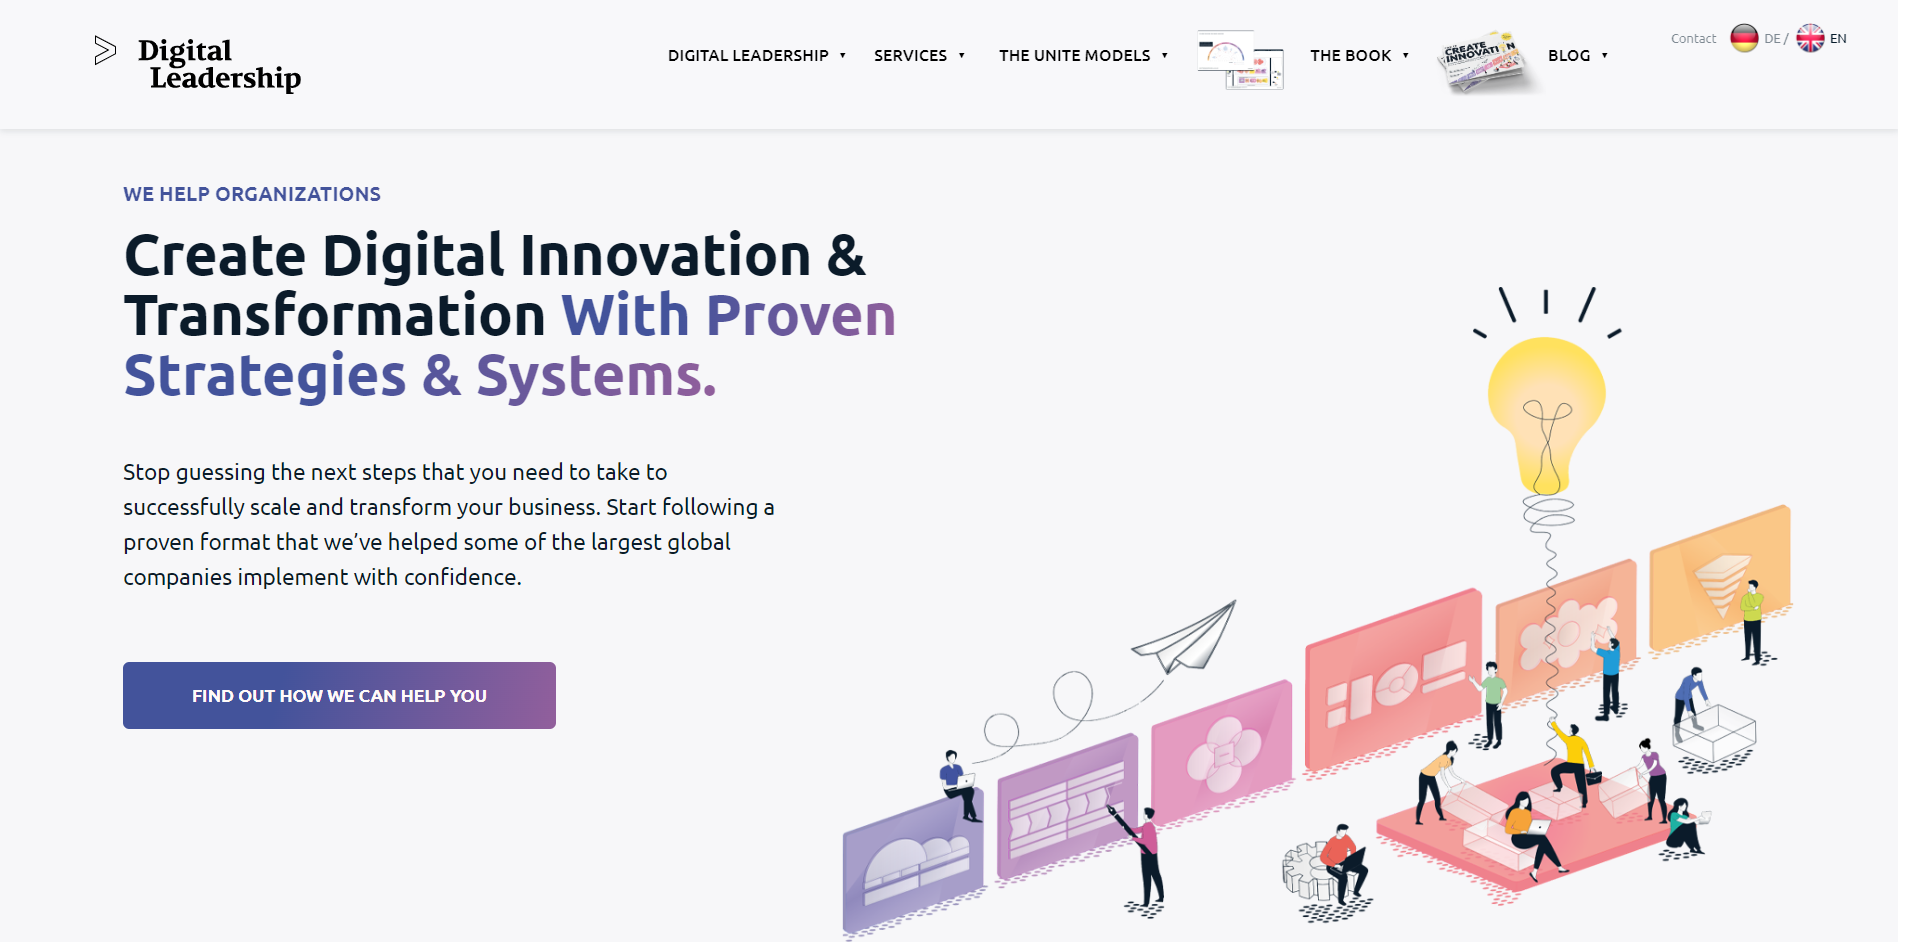 Digital
Leadership
DIGITAL LEADERSHIP ▼
SERVICES ▼
THE UNITE MODELS ▼
THE BOOK ▼
CREATE
INNOVATION
BLOG ▼
Contact
DE /
EN
WE HELP ORGANIZATIONS
Create Digital Innovation &
Transformation With Proven
Strategies & Systems.
Stop guessing the next steps that you need to take to
successfully scale and transform your business. Start following a
proven format that we’ve helped some of the largest global
companies implement with confidence.
FIND OUT HOW WE CAN HELP YOU